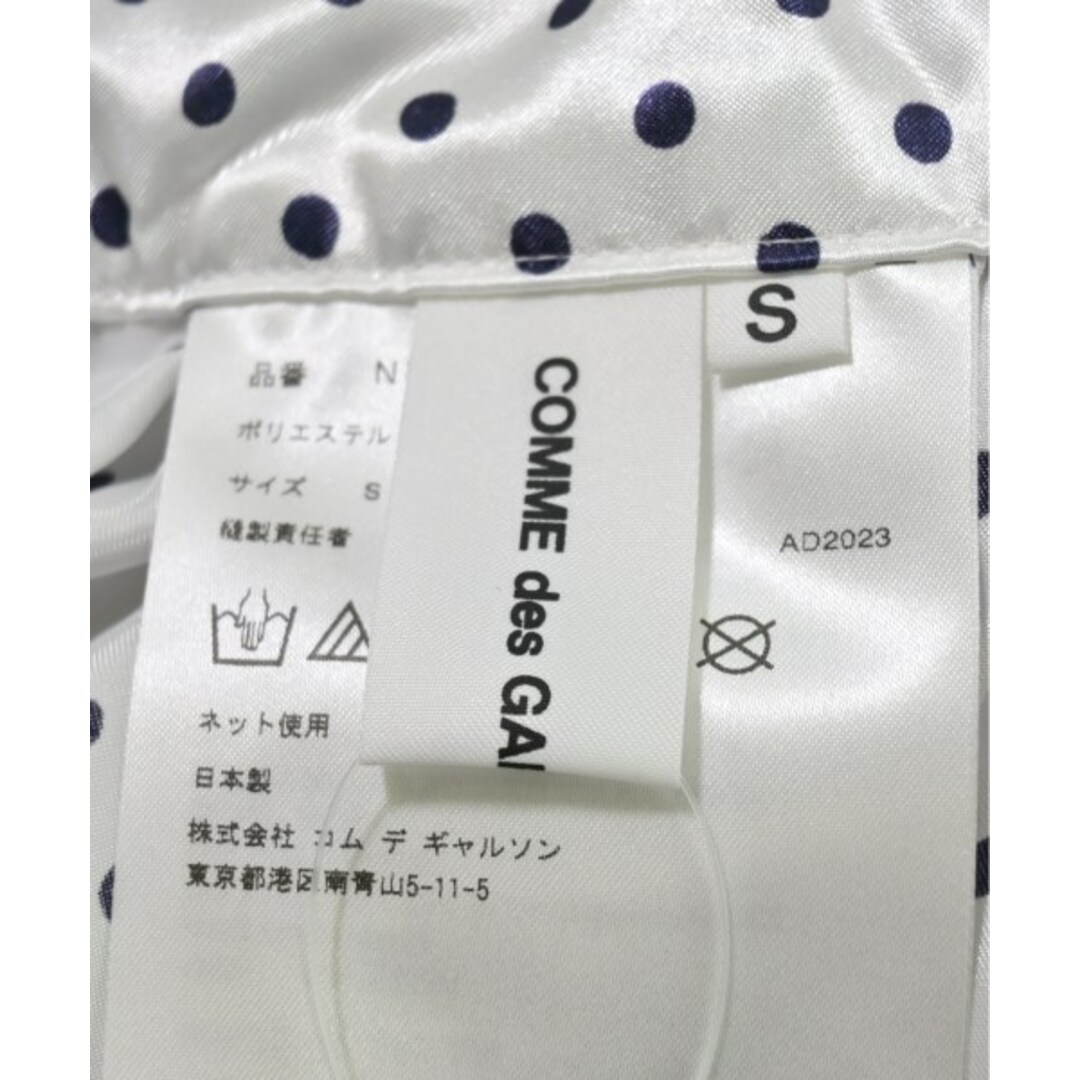 S
COMME des GA
品番 N
ポリエステル
サイズ S
縫製責任者
AD2023
ネット使用
日本製
株式会社 コム デ ギャルソン
東京都港区南青山5-11-5